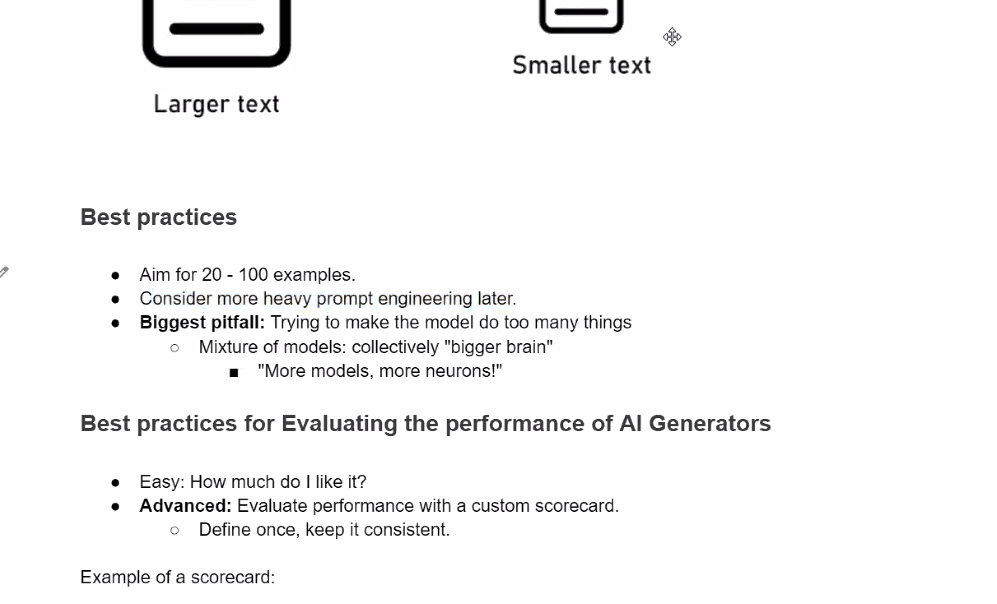 Smaller text
Larger text
Best practices
● Aim for 20 - 100 examples.
● Consider more heavy prompt engineering later.
● Biggest pitfall: Trying to make the model do too many things
○ Mixture of models: collectively "bigger brain"
■ "More models, more neurons!"
Best practices for Evaluating the performance of AI Generators
● Easy: How much do I like it?
● Advanced: Evaluate performance with a custom scorecard.
○ Define once, keep it consistent.
Example of a scorecard: